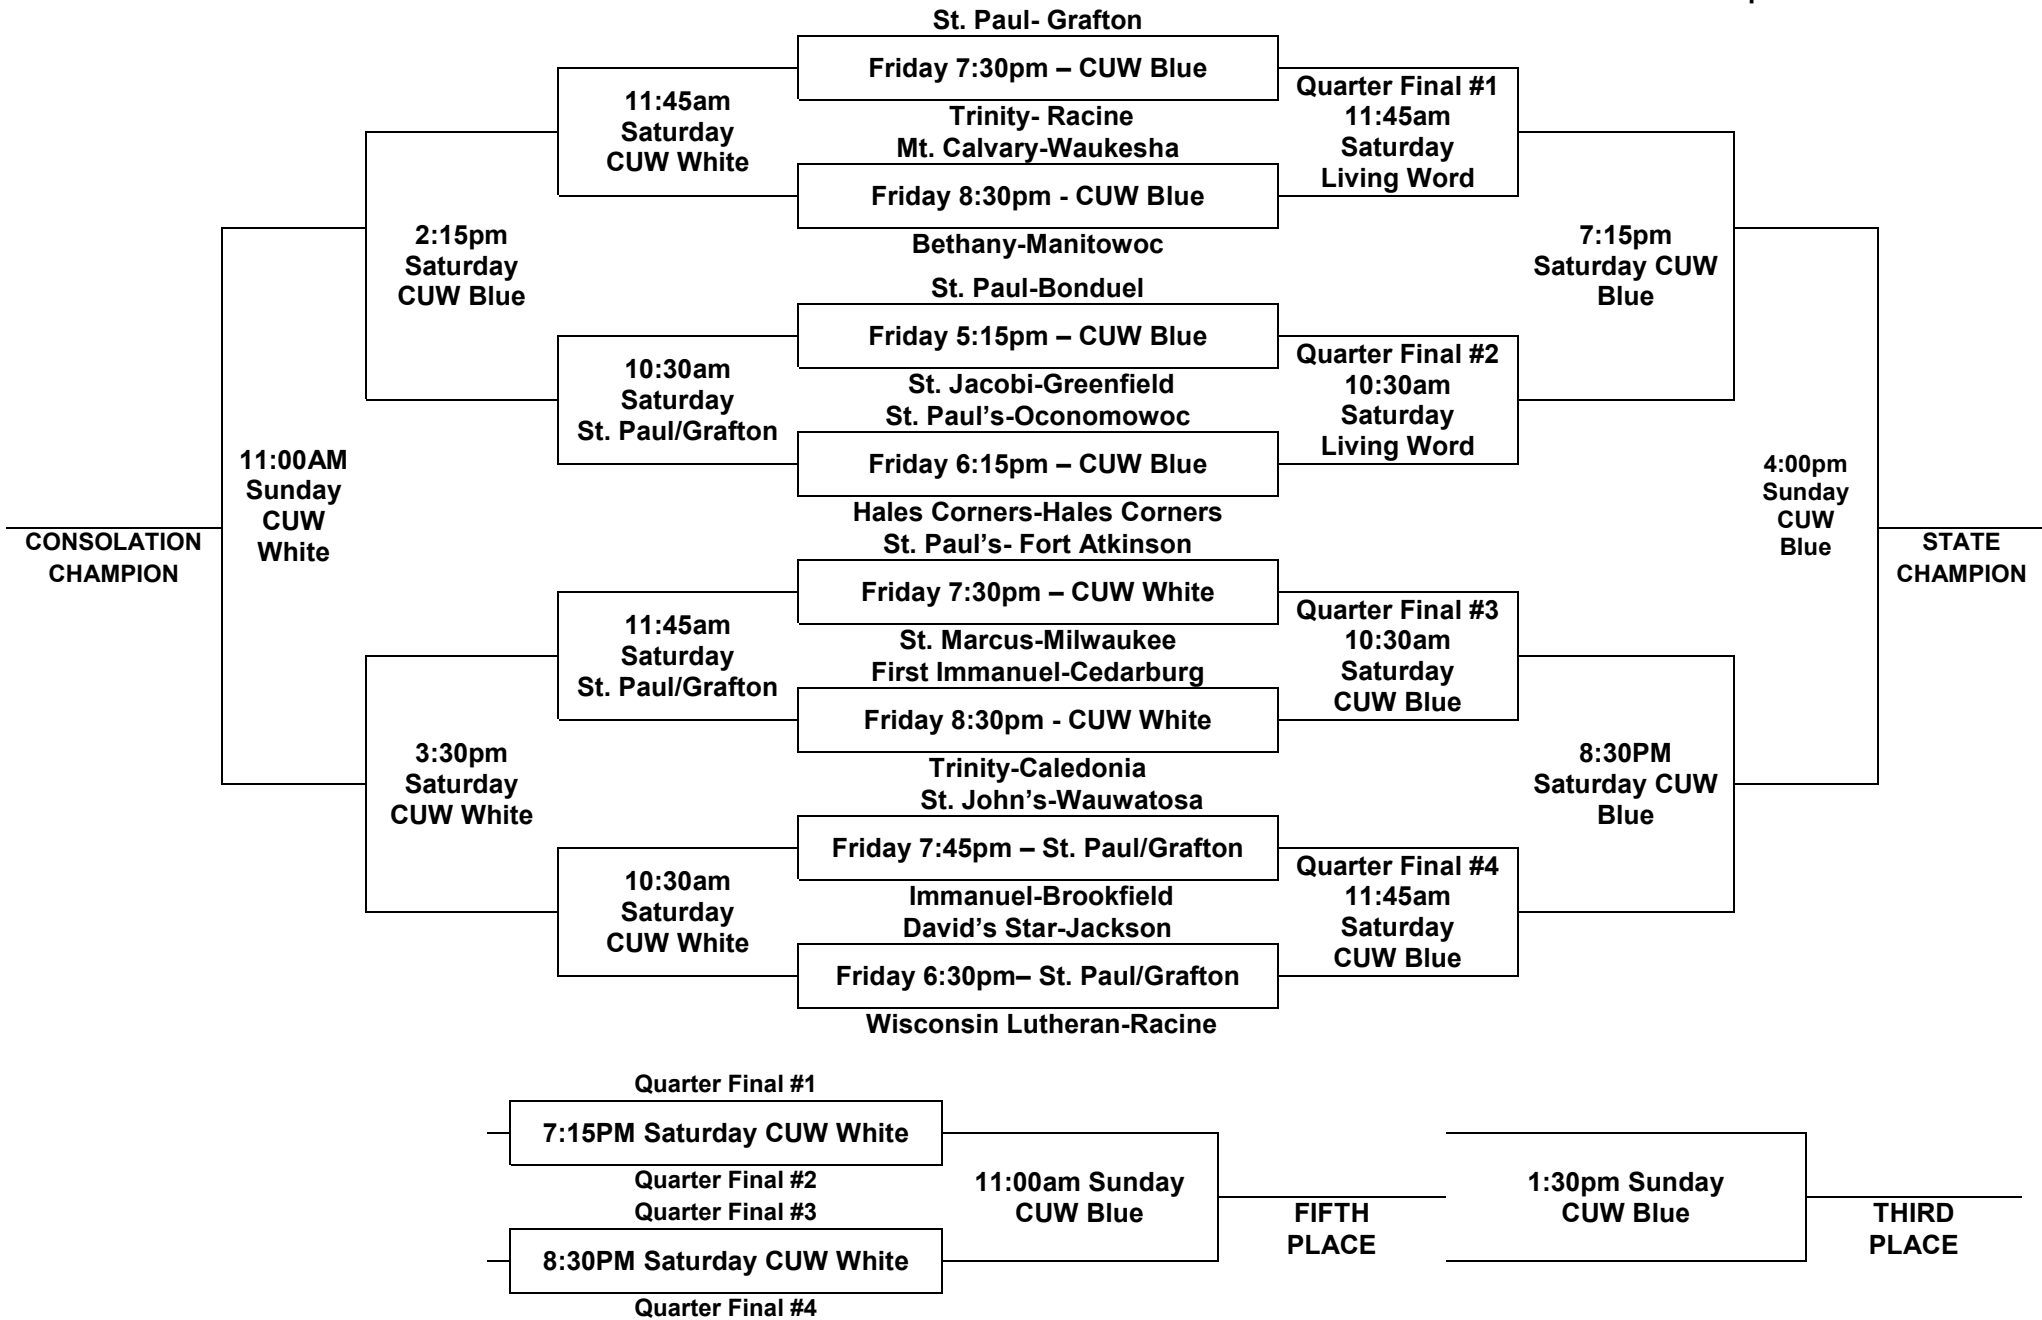 St. Paul- Grafton
Friday 7:30pm – CUW Blue
Trinity- Racine
Mt. Calvary-Waukesha
Friday 8:30pm - CUW Blue
Bethany-Manitowoc
St. Paul-Bonduel
Friday 5:15pm – CUW Blue
St. Jacobi-Greenfield
St. Paul's-Oconomowoc
Friday 6:15pm – CUW Blue
Hales Corners-Hales Corners
St. Paul's- Fort Atkinson
Friday 7:30pm – CUW White
St. Marcus-Milwaukee
First Immanuel-Cedarburg
Friday 8:30pm - CUW White
Trinity-Caledonia
St. John's-Wauwatosa
Friday 7:45pm – St. Paul/Grafton
Immanuel-Brookfield
David's Star-Jackson
Friday 6:30pm– St. Paul/Grafton
Wisconsin Lutheran-Racine
11:45am
Saturday
CUW White
10:30am
Saturday
St. Paul/Grafton
11:45am
Saturday
St. Paul/Grafton
10:30am
Saturday
CUW White
2:15pm
Saturday
CUW Blue
3:30pm
Saturday
CUW White
11:00AM
Sunday
CUW
White
CONSOLATION
CHAMPION
Quarter Final #1
11:45am
Saturday
Living Word
Quarter Final #2
10:30am
Saturday
Living Word
Quarter Final #3
10:30am
Saturday
CUW Blue
Quarter Final #4
11:45am
Saturday
CUW Blue
7:15pm
Saturday CUW
Blue
8:30PM
Saturday CUW
Blue
4:00pm
Sunday
CUW
Blue
STATE
CHAMPION
Quarter Final #1
7:15PM Saturday CUW White
Quarter Final #2
Quarter Final #3
8:30PM Saturday CUW White
Quarter Final #4
11:00am Sunday
CUW Blue
FIFTH
PLACE
1:30pm Sunday
CUW Blue
THIRD
PLACE